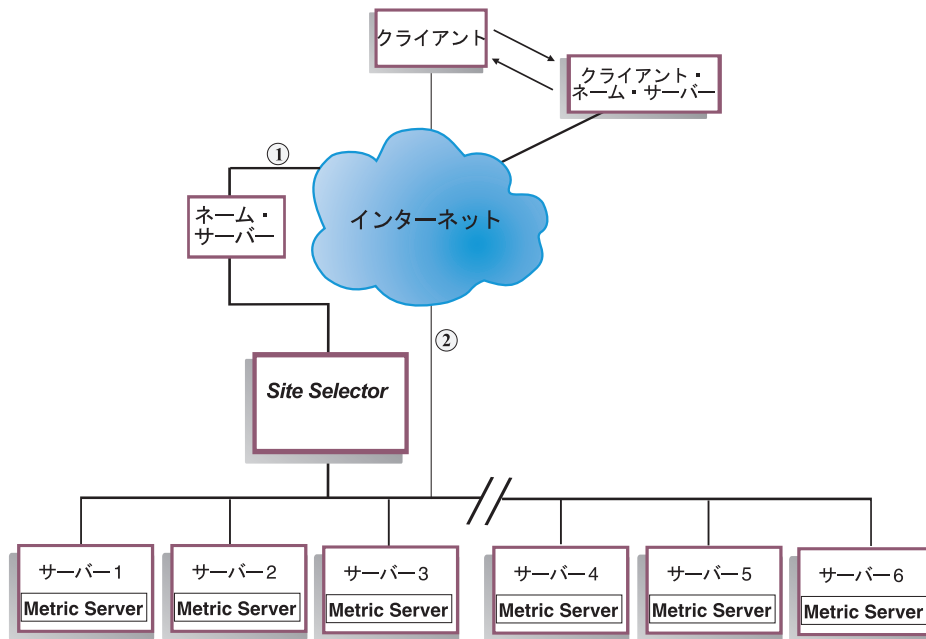 クライアント
クライアント・
ネーム・サーバー
①
ネーム・
サーバー
インターネット
②
Site Selector
サーバー1
Metric Server
サーバー2
Metric Server
サーバー3
Metric Server
サーバー4
Metric Server
サーバー5
Metric Server
サーバー6
Metric Server